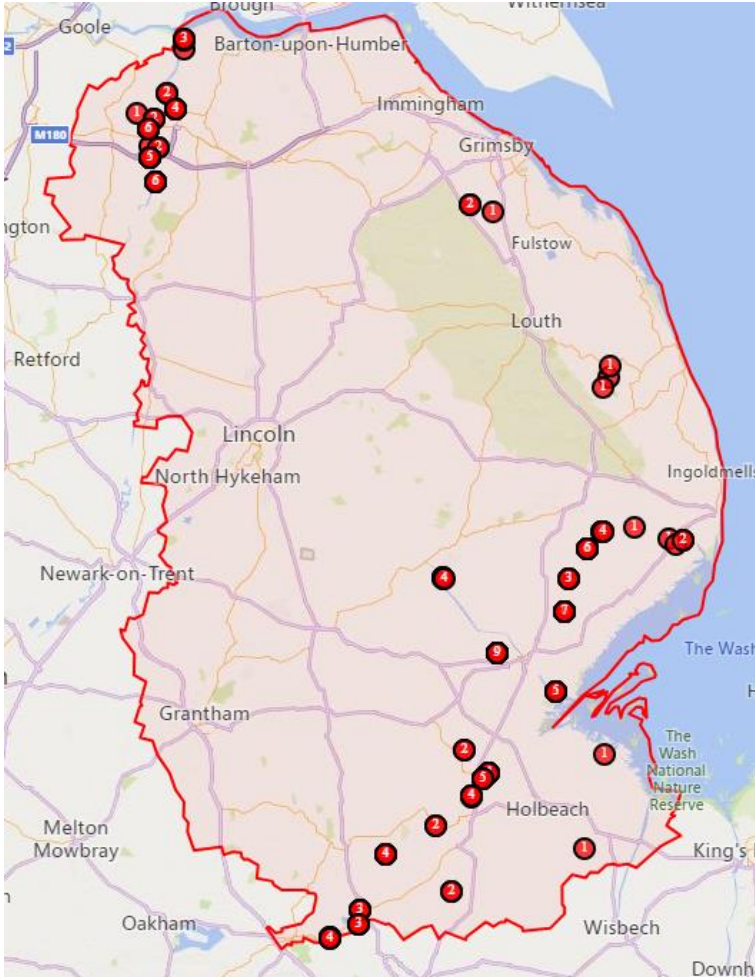 Brough
Withernsea
Goole
3
Barton-upon-Humber
2
Immingham
1
4
2
6
M180
Grimsby
2
5
6
2
1
ngton
Fulstow
Louth
Retford
1
1
Lincoln
Ingoldmells
North Hykeham
4
1
2
6
Newark-on-Trent
4
3
7
9
The Wash
5
Grantham
The
Wash
National
Nature
Reserve
2
1
5
4
Holbeach
2
Melton
Mowbray
4
1
King's
2
3
3
Oakham
4
Wisbech
Downh